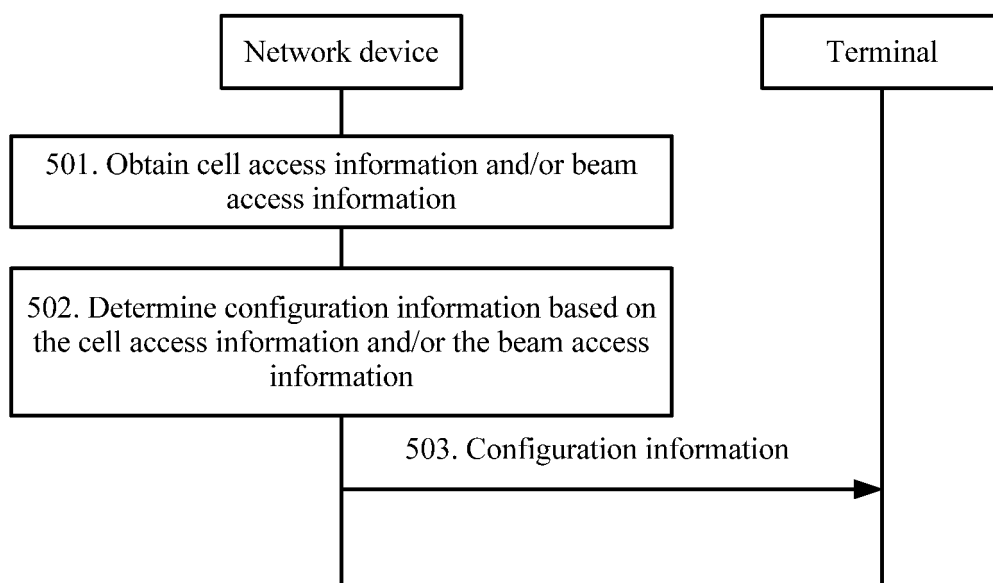 Network device
Terminal
501. Obtain cell access information and/or beam
access information
502. Determine configuration information based on
the cell access information and/or the beam access
information
503. Configuration information